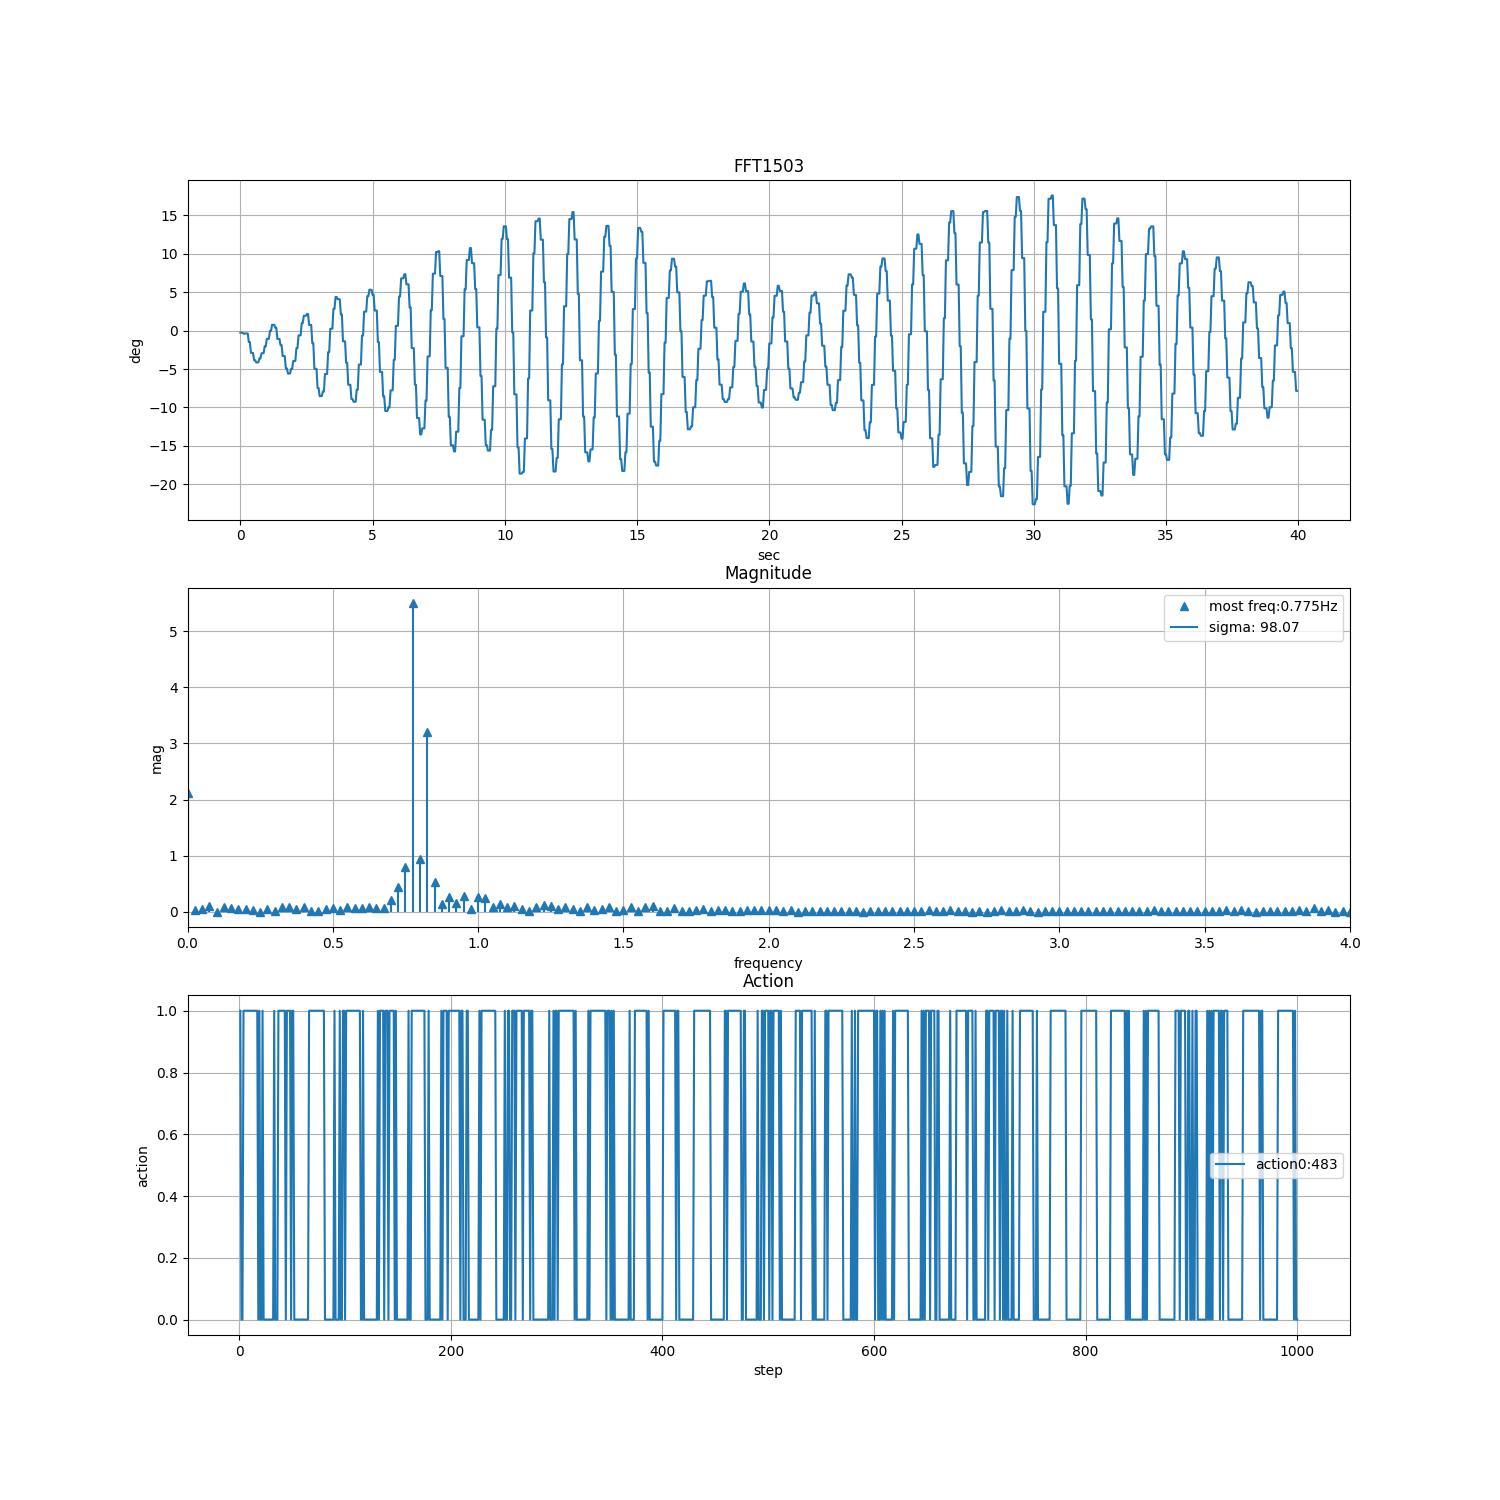 FFT1503
15
10
5
0
−5
−10
−15
−20
deg
0 5 10 15 20 25 30 35 40
sec
Magnitude
most freq:0.775Hz
sigma: 98.07
5
4
3
2
1
0
mag
0.0 0.5 1.0 1.5 2.0 2.5 3.0 3.5 4.0
frequency
Action
1.0
0.8
0.6
0.4
0.2
0.0
action
action0:483
0 200 400 600 800 1000
step